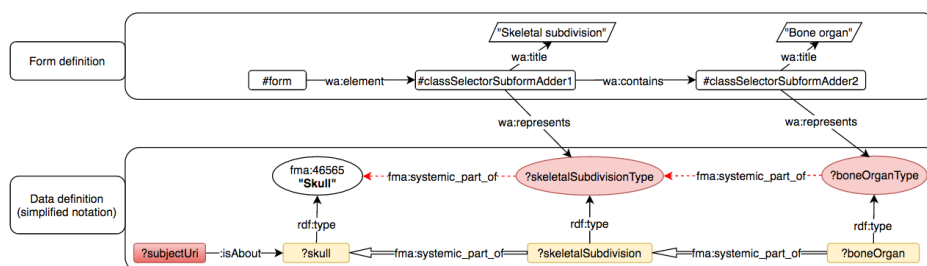 "Skeletal subdivision"
"Bone organ"
wa:title
wa:title
Form definition
#form
wa:element
#classSelectorSubformAdder1
wa:contains
#classSelectorSubformAdder2
wa:represents
wa:represents
Data definition
(simplified notation)
fma:46565
"Skull"
fma:systemic_part_of
?skeletalSubdivisionType
fma:systemic_part_of
?boneOrganType
rdf:type
rdf:type
rdf:type
?subjectUri
:isAbout
?skull
fma:systemic_part_of
?skeletalSubdivision
fma:systemic_part_of
?boneOrgan